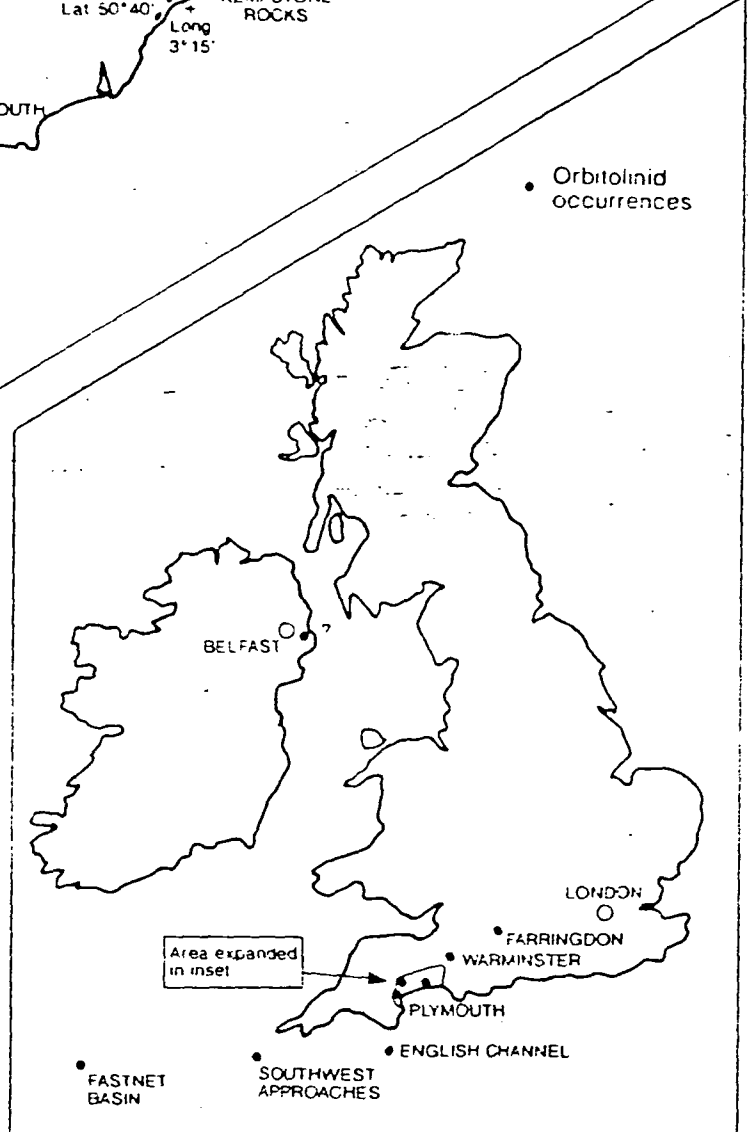 Lat 50°40'
ROCKS
Long
3°15'
OUTH
Orbitolinid
occurrences
BELFAST
?
LONDON
FARRINGDON
WARMINSTER
Area expanded
in inset
PLYMOUTH
ENGLISH CHANNEL
SOUTHWEST
APPROACHES
FASTNET
BASIN